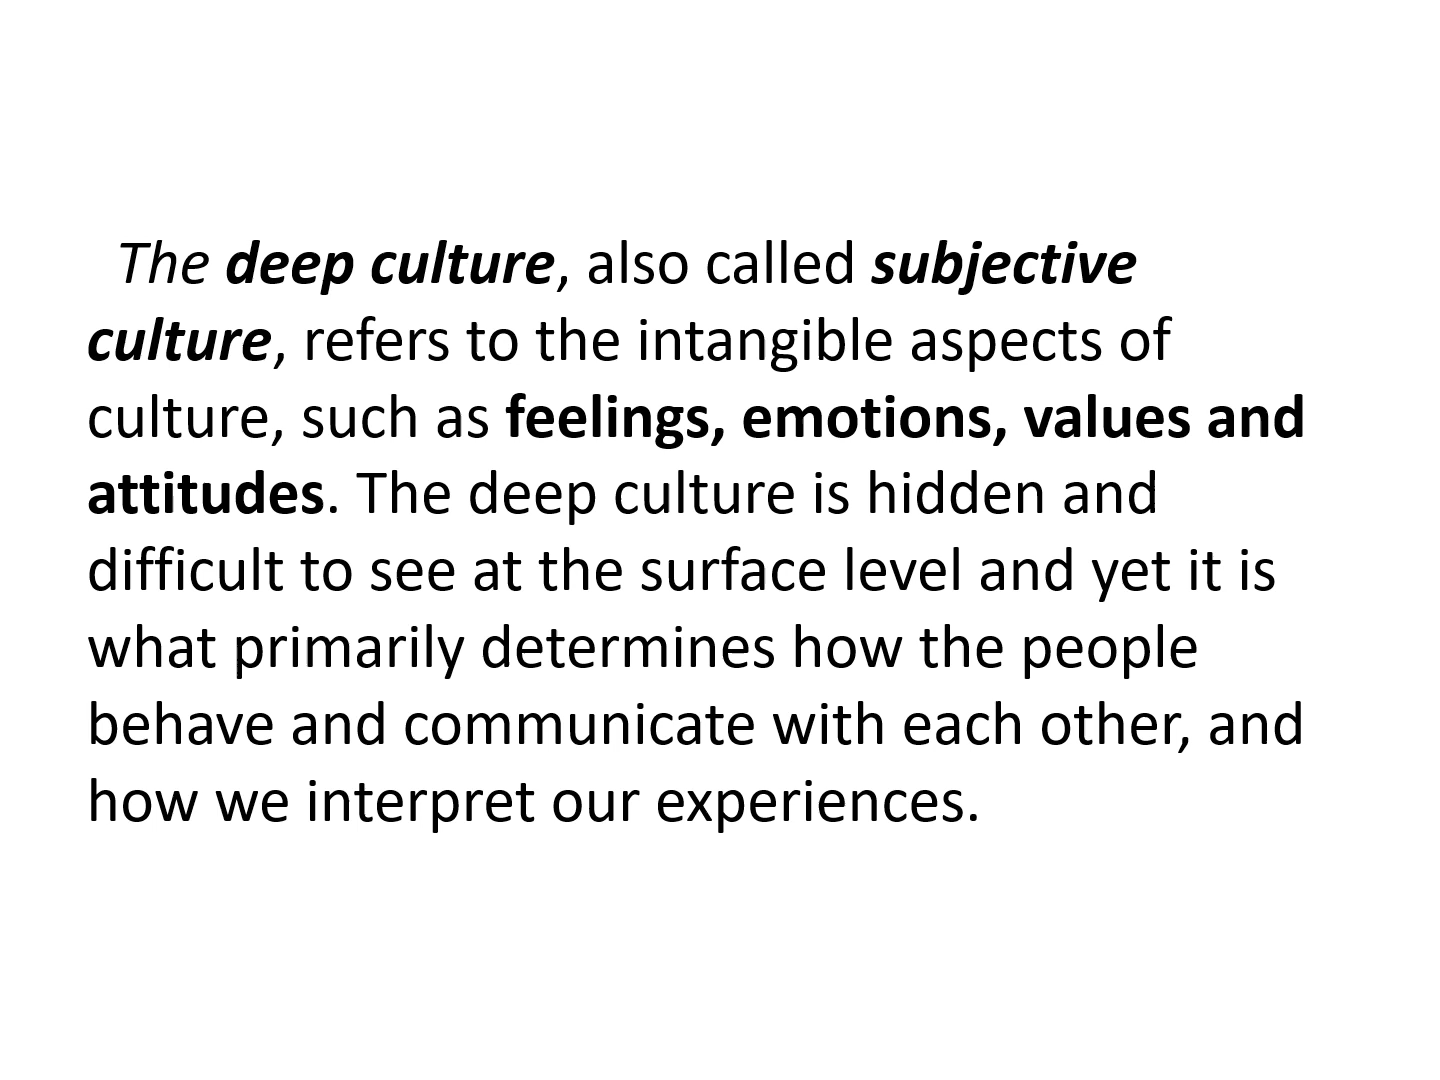 The deep culture, also called subjective
culture, refers to the intangible aspects of
culture, such as feelings, emotions, values and
attitudes. The deep culture is hidden and
difficult to see at the surface level and yet it is
what primarily determines how the people
behave and communicate with each other, and
how we interpret our experiences.